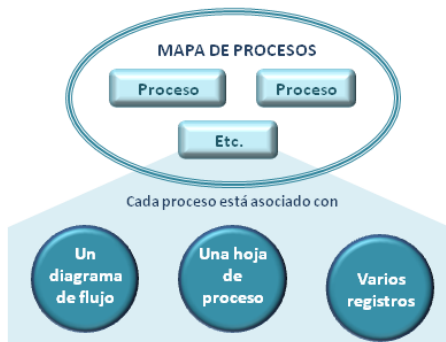 MAPA DE PROCESOS
Proceso
Proceso
Etc.
Cada proceso está asociado con
Un
diagrama
de flujo
Una hoja
de
proceso
Varios
registros